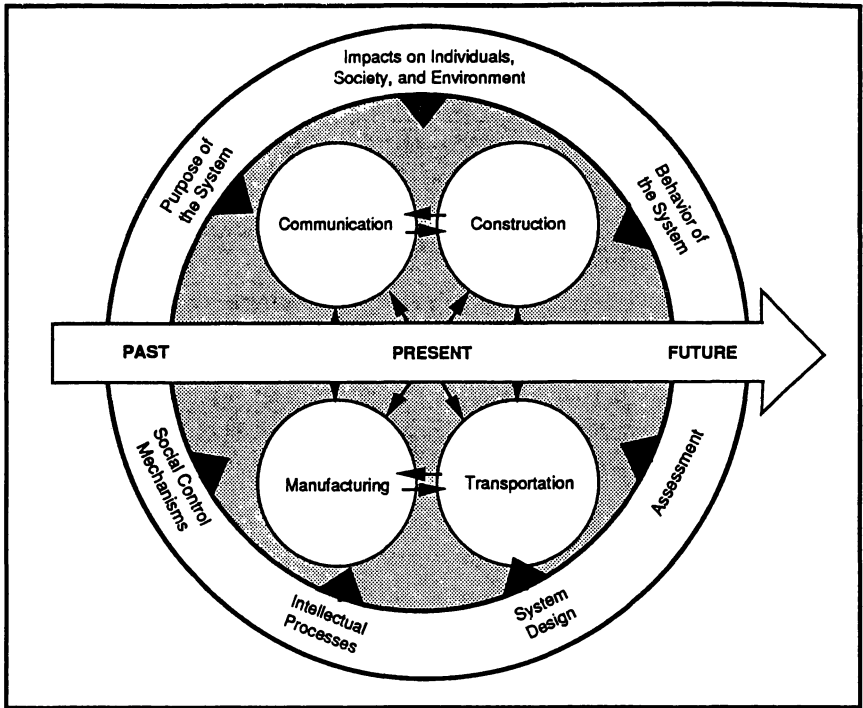 Impacts on Individuals,
Society, and Environment
Purpose of
the System
Behavior of
the System
Communication
Construction
PAST
PRESENT
FUTURE
Social Control
Mechanisms
Manufacturing
Transportation
Assessment
Intellectual
Processes
System
Design